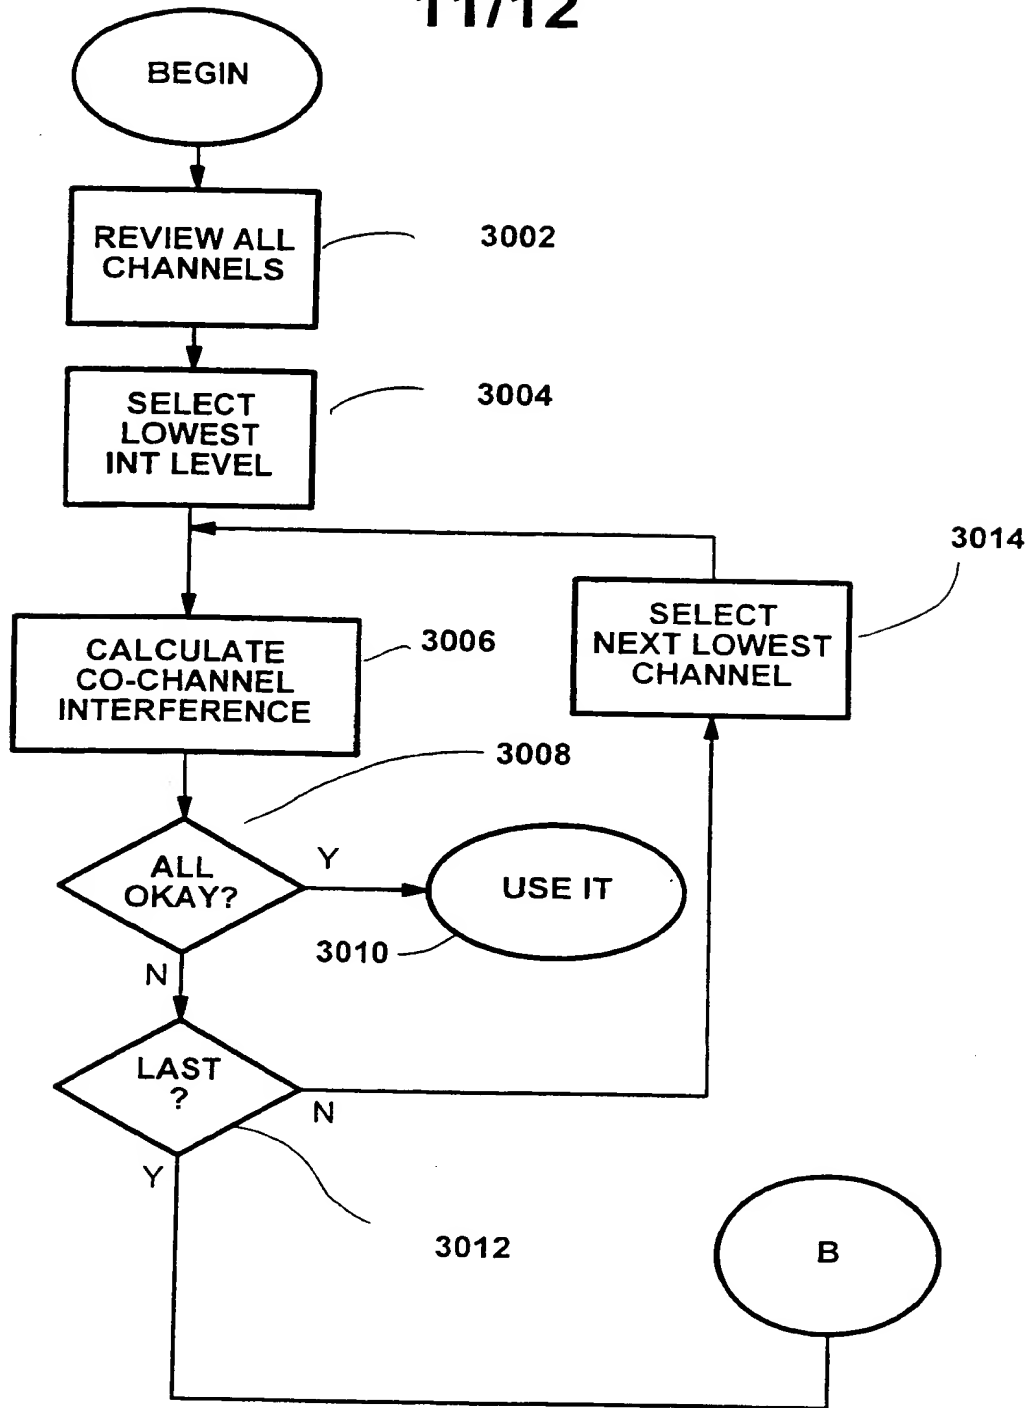 11/12
BEGIN
REVIEW ALL
CHANNELS
3002
SELECT
LOWEST
INT LEVEL
3004
3014
SELECT
NEXT LOWEST
CHANNEL
CALCULATE
CO-CHANNEL
INTERFERENCE
3006
3008
ALL
OKAY?
Y
USE IT
3010
N
LAST
?
N
Y
3012
B